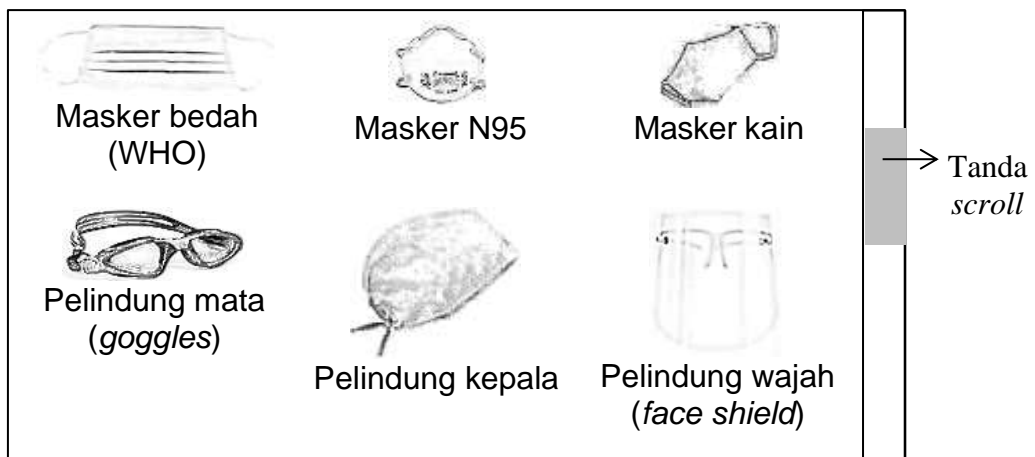 Masker bedah
(WHO)
Masker N95
Masker kain
Tanda
scroll
Pelindung mata
(goggles)
Pelindung kepala
Pelindung wajah
(face shield)